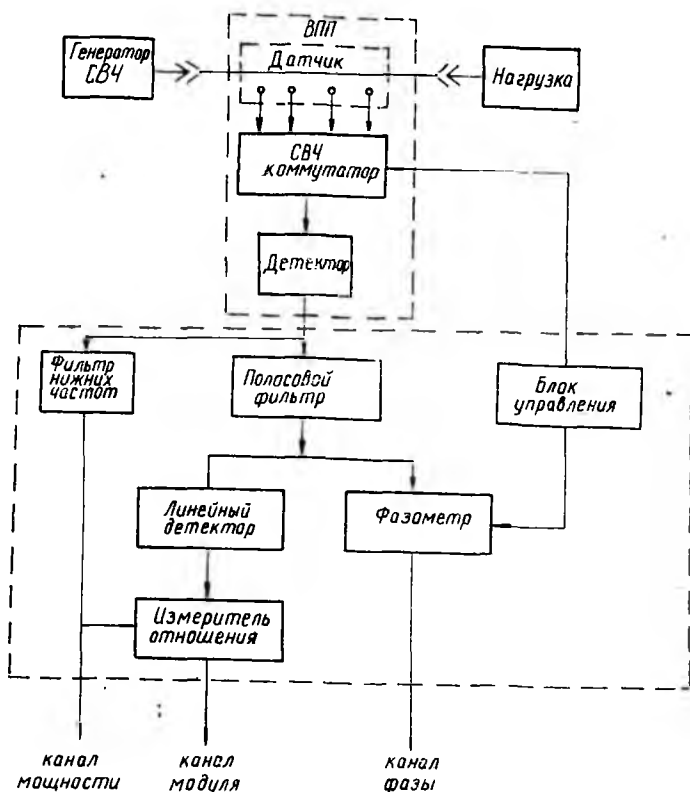 ВПП
Генератор
СВЧ
Датчик
Нагрузка
СВЧ
коммутатор
Детектор
Фильтр
нижних
частот
Полосовой
фильтр
Блок
управления
Линейный
детектор
Фазометр
Измеритель
отношения
канал
мощности
канал
модуля
канал
фазы